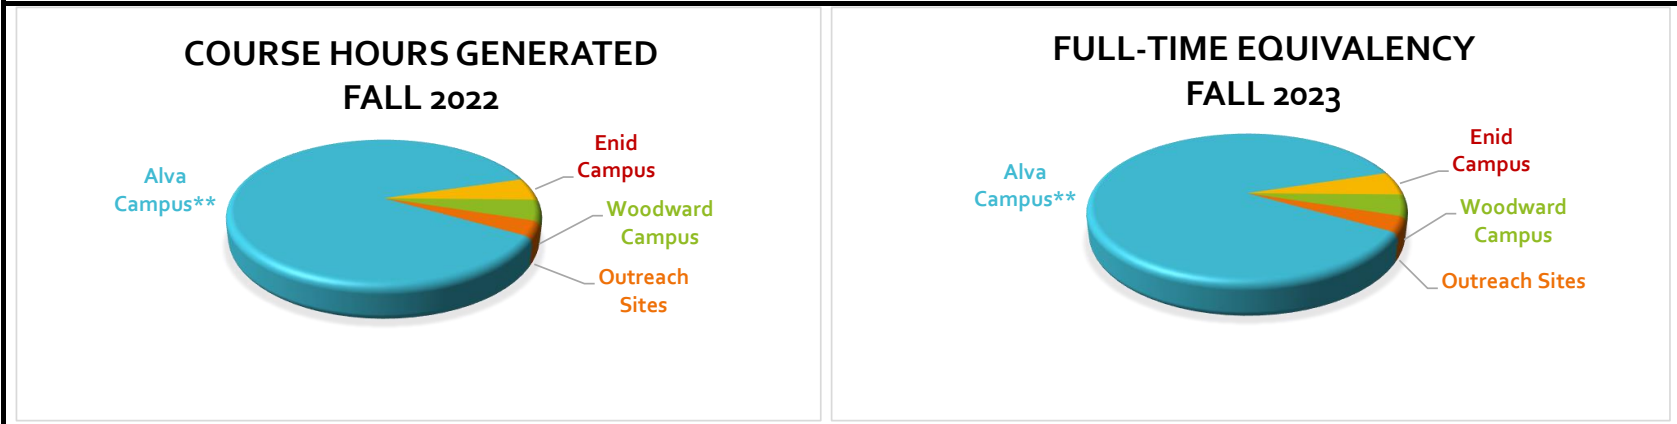 COURSE HOURS GENERATED
FALL 2022
Alva
Campus**
Enid
Campus
Woodward
Campus
Outreach
Sites
FULL-TIME EQUIVALENCY
FALL 2023
Alva
Campus**
Enid
Campus
Woodward
Campus
Outreach Sites